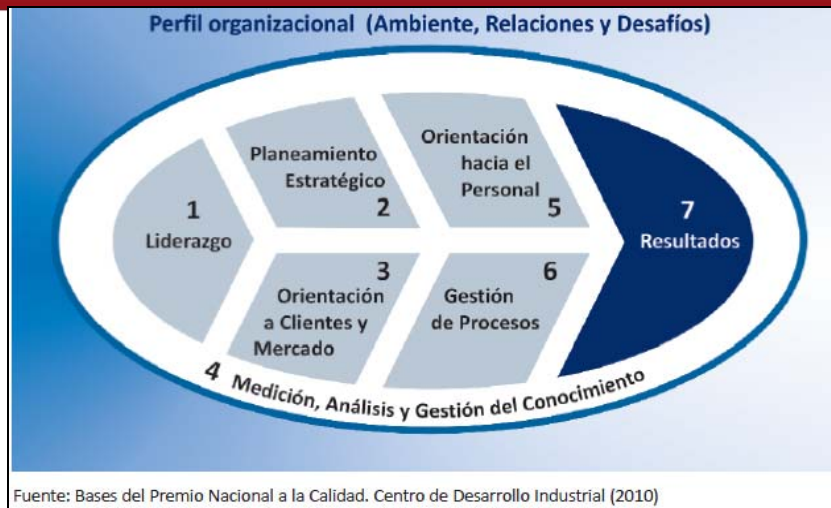 Perfil organizacional (Ambiente, Relaciones y Desafíos)
1
Liderazgo
Planeamiento
Estratégico
2
3
Orientación
a Clientes y
Mercado
4 Medición, Análisis y Gestión del Conocimiento
Orientación
hacia el
Personal
5
6
Gestión
de Procesos
7
Resultados
Fuente: Bases del Premio Nacional a la Calidad. Centro de Desarrollo Industrial (2010)